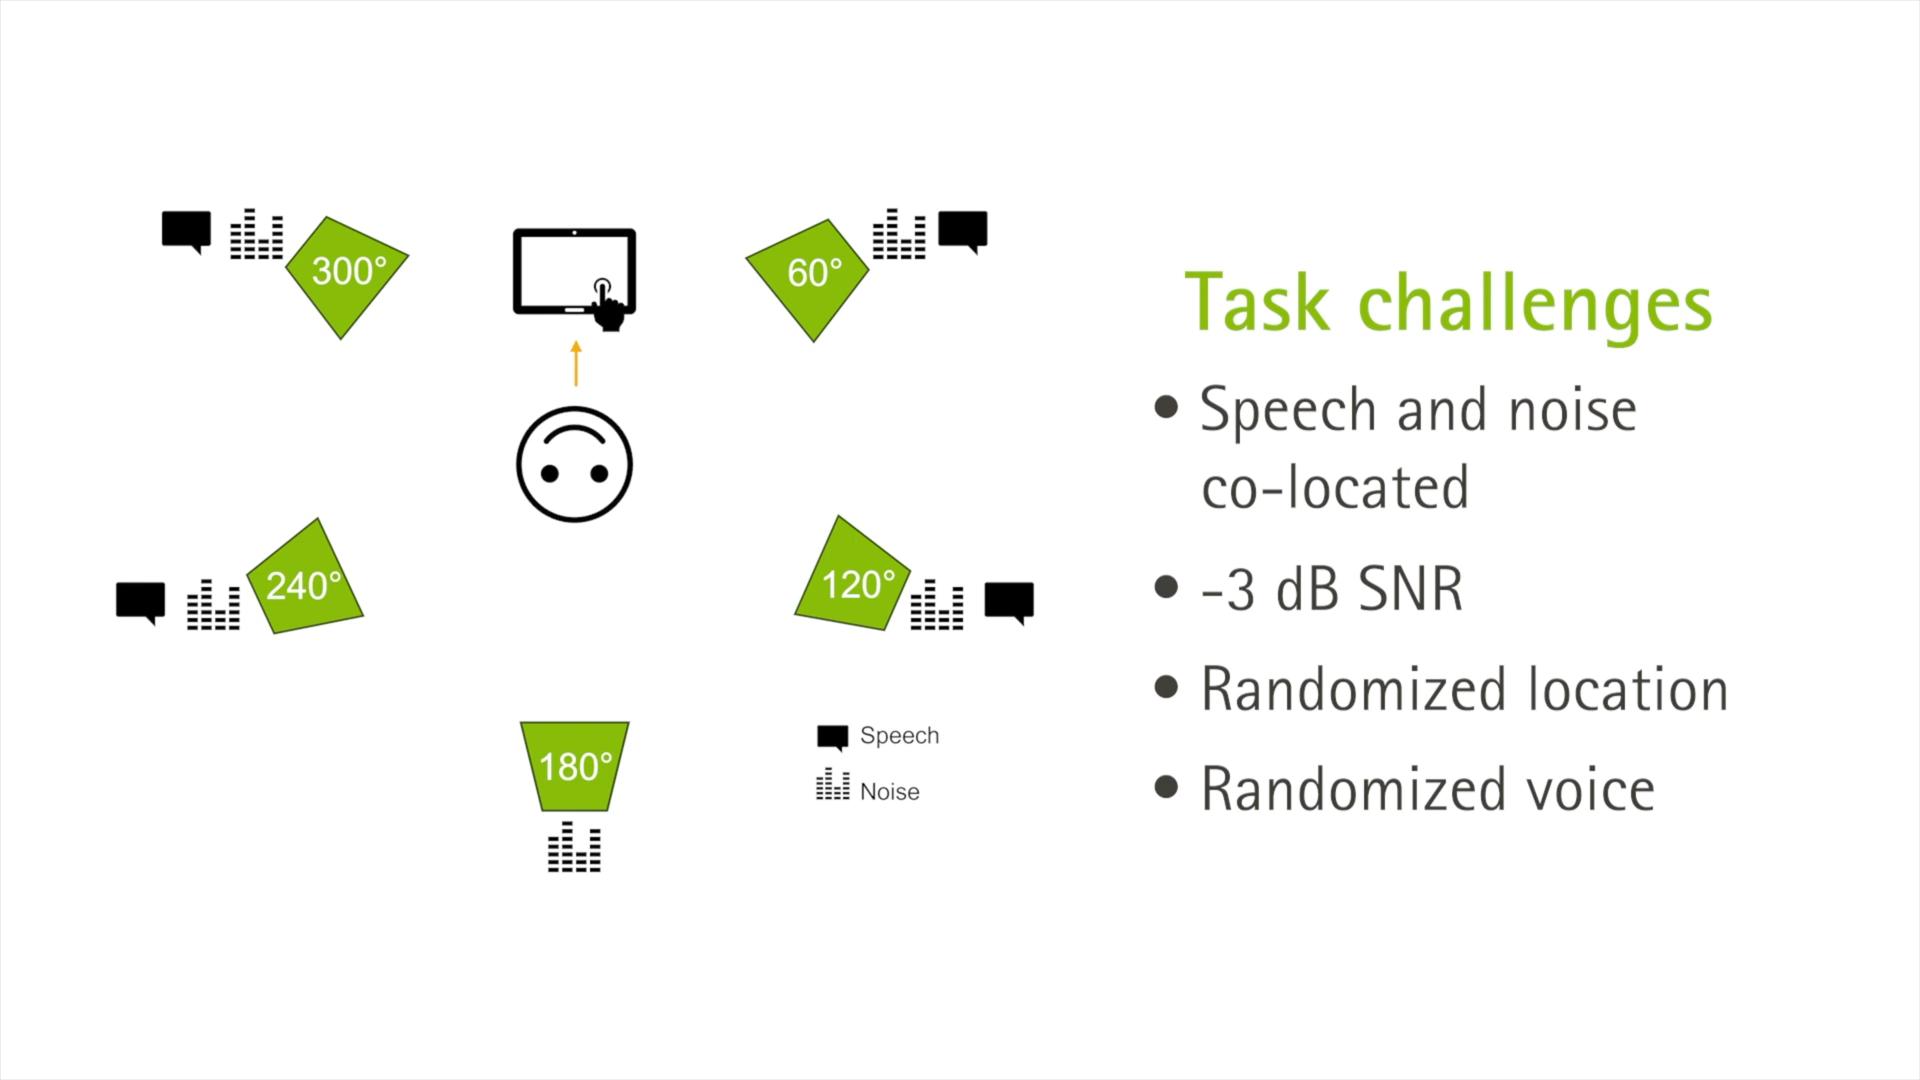 300°
60°
240°
120°
180°
Speech
Noise
Task challenges
• Speech and noise
co-located
• -3 dB SNR
• Randomized location
• Randomized voice